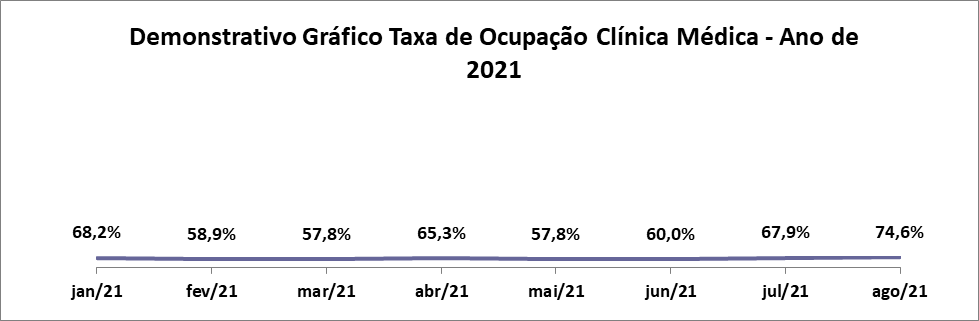 Demonstrativo Gráfico Taxa de Ocupação Clínica Médica - Ano de
2021
68,2% 58,9% 57,8% 65,3% 57,8% 60,0% 67,9% 74,6%
jan/21 fev/21 mar/21 abr/21 mai/21 jun/21 jul/21 ago/21